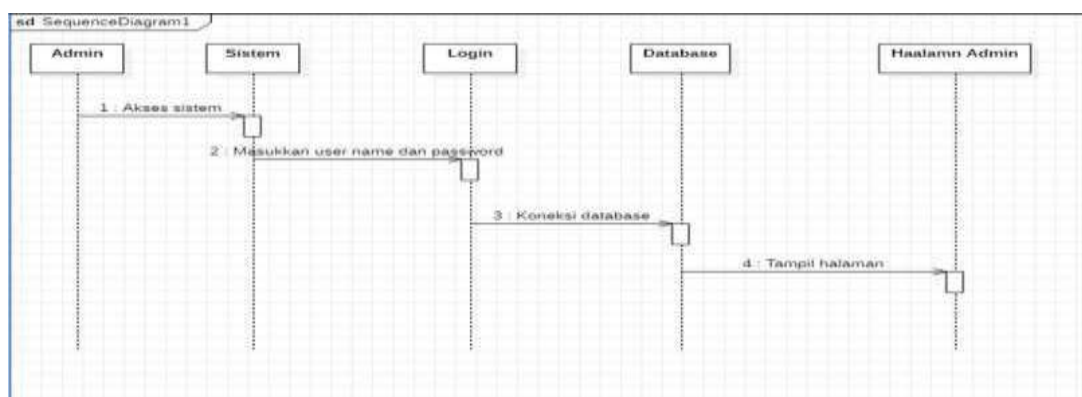 sd SequenceDiagram1
Admin
Sistem
Login
Database
Haalamn Admin
1 : Akses sistem
2 : Masukkan user name dan password
3 : Koneksi database
4 : Tampil halaman